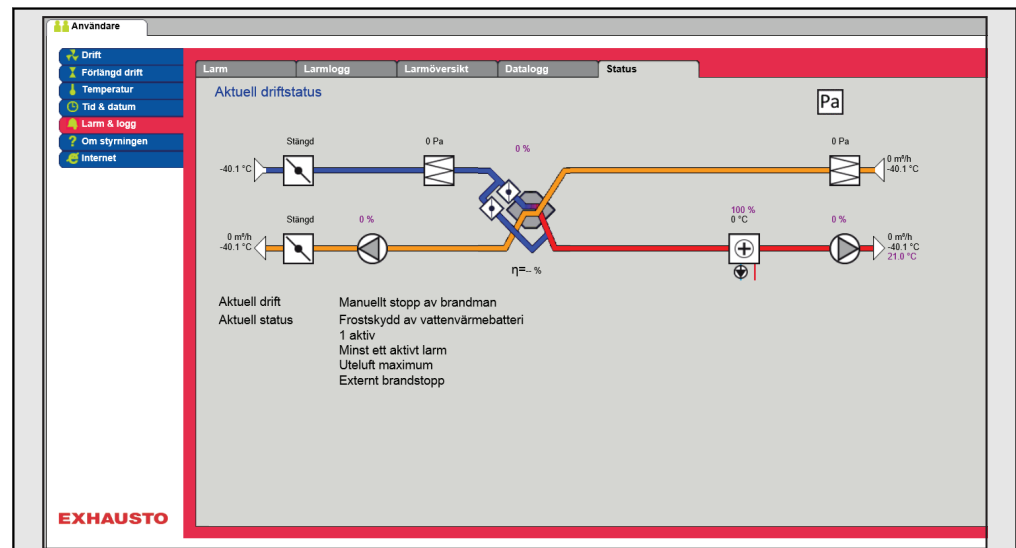 Användare
Drift
Förlängd drift
Temperatur
Tid & datum
Larm & logg
Om styrningen
Internet
Larm Larmlogg Larmöversikt Datalogg Status
Aktuell driftstatus
Pa
Stängd 0 Pa 0 % 0 Pa
-40.1 °C
0 m³/h
-40.1 °C
Stängd 0 %
0 m³/h
-40.1 °C
100 %
0 °C
0 %
0 m³/h
-40.1 °C
21.0 °C
η=-- %
Aktuell drift Manuellt stopp av brandman
Aktuell status Frostskydd av vattenvärmebatteri
1 aktiv
Minst ett aktivt larm
Uteluft maximum
Externt brandstopp
EXHAUSTO